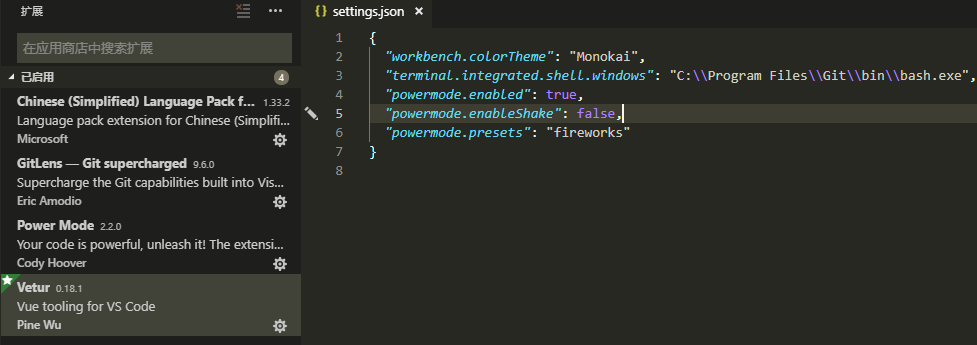 扩展
settings.json
在应用商店中搜索扩展
已启用
4
Chinese (Simplified) Language Pack f... 1.33.2
Language pack extension for Chinese (Simplifi...
Microsoft
GitLens — Git supercharged 9.6.0
Supercharge the Git capabilities built into Vis...
Eric Amodio
Power Mode 2.2.0
Your code is powerful, unleash it! The extensi...
Cody Hoover
Vetur 0.18.1
Vue tooling for VS Code
Pine Wu
1 {
2 "workbench.colorTheme": "Monokai",
3 "terminal.integrated.shell.windows": "C:\\Program Files\\Git\\bin\\bash.exe",
4 "powermode.enabled": true,
5 "powermode.enableShake": false,
6 "powermode.presets": "fireworks"
7 }
8